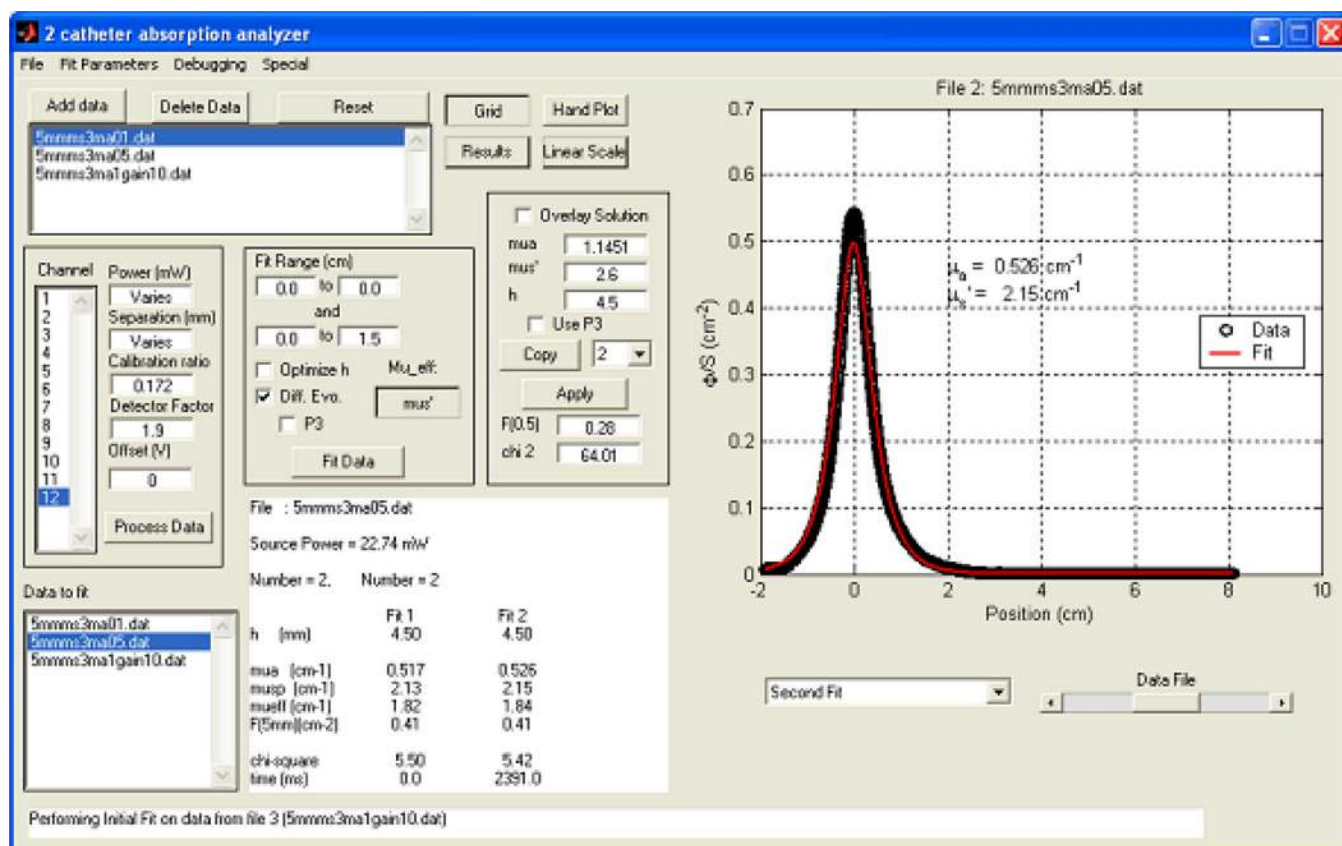 2 catheter absorption analyzer
File Fit Parameters Debugging Special
Add data Delete Data Reset Grid Hand Plot
Results Linear Scale
5mmms3ma01.dat
5mmms3ma05.dat
5mmms3ma1gain10.dat
Channel
1
2
3
4
5
6
7
8
9
10
11
12
Power (mW)
Varies
Separation (mm)
Varies
Calibration ratio
0.172
Detector Factor
1.9
Offset (V)
0
Process Data
Fit Range (cm)
0.0 to 0.0
and
0.0 to 1.5
Optimize h Mu_eff:
Diff. Evo. mus'
P3
Fit Data
Overlay Solution
mua 1.1451
mus' 2.6
h 4.5
Use P3
Copy 2
Apply
F(0.5) 0.28
chi 2 64.01
Data to fit
5mmms3ma01.dat
5mmms3ma05.dat
5mmms3ma1gain10.dat
File : 5mmms3ma05.dat
Source Power = 22.74 mW
Number = 2, Number = 2
Fit 1 Fit 2
h (mm) 4.50 4.50
mua (cm-1) 0.517 0.526
musp (cm-1) 2.13 2.15
mueff (cm-1) 1.82 1.84
F(5mm)(cm-2) 0.41 0.41
chi-square 5.50 5.42
time (ms) 0.0 2391.0
File 2: 5mmms3ma05.dat
0.7
0.6
0.5
0.4
0.3
0.2
0.1
0
Φ/S (cm⁻²)
μa = 0.526 cm⁻¹
μs' = 2.15 cm⁻¹
Data
Fit
-2 0 2 4 6 8 10
Position (cm)
Second Fit
Data File
Performing Initial Fit on data from file 3 (5mmms3ma1gain10.dat)